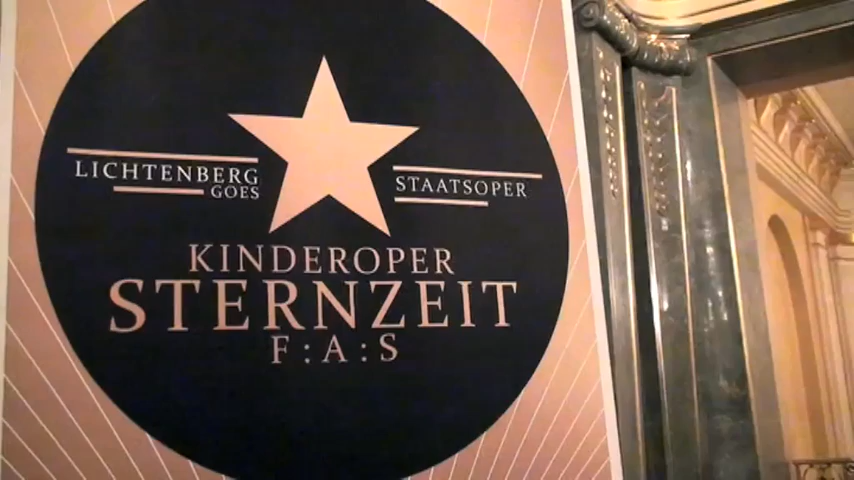 LICHTENBERG
GOES
STAATSOPER
KINDEROPER
STERNZEIT
F:A:S